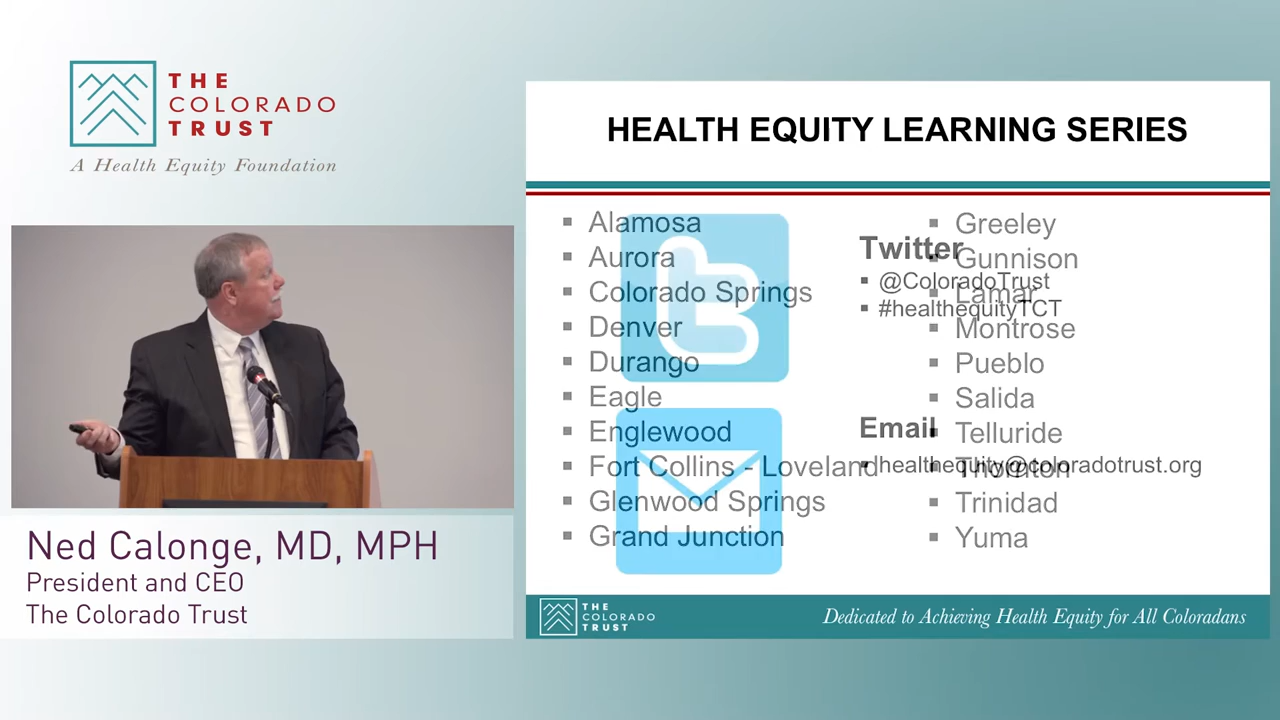 THE
COLORADO
TRUST
A Health Equity Foundation
Ned Calonge, MD, MPH
President and CEO
The Colorado Trust
HEALTH EQUITY LEARNING SERIES
Alamosa
Aurora
Colorado Springs
Denver
Durango
Eagle
Englewood
Fort Collins - Loveland
Glenwood Springs
Grand Junction
Greeley
Gunnison
Lamar
Montrose
Pueblo
Salida
Telluride
Thornton
Trinidad
Yuma
Twitter
@ColoradoTrust
#healthequityTCT
Email
healthequity@coloradotrust.org
THE
COLORADO
TRUST
Dedicated to Achieving Health Equity for All Coloradans